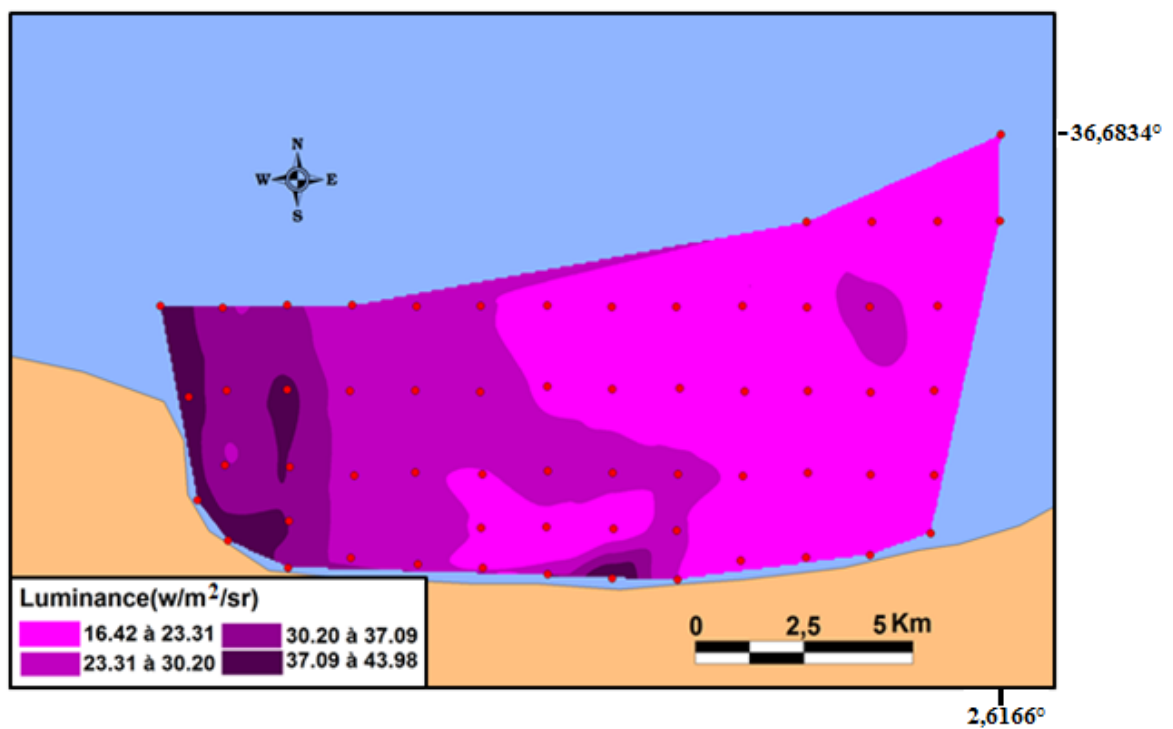 36,6834°
N
W E
S
Luminance(w/m²/sr)
16.42 à 23.31 30.20 à 37.09
23.31 à 30.20 37.09 à 43.98
0 2,5 5 Km
2,6166°